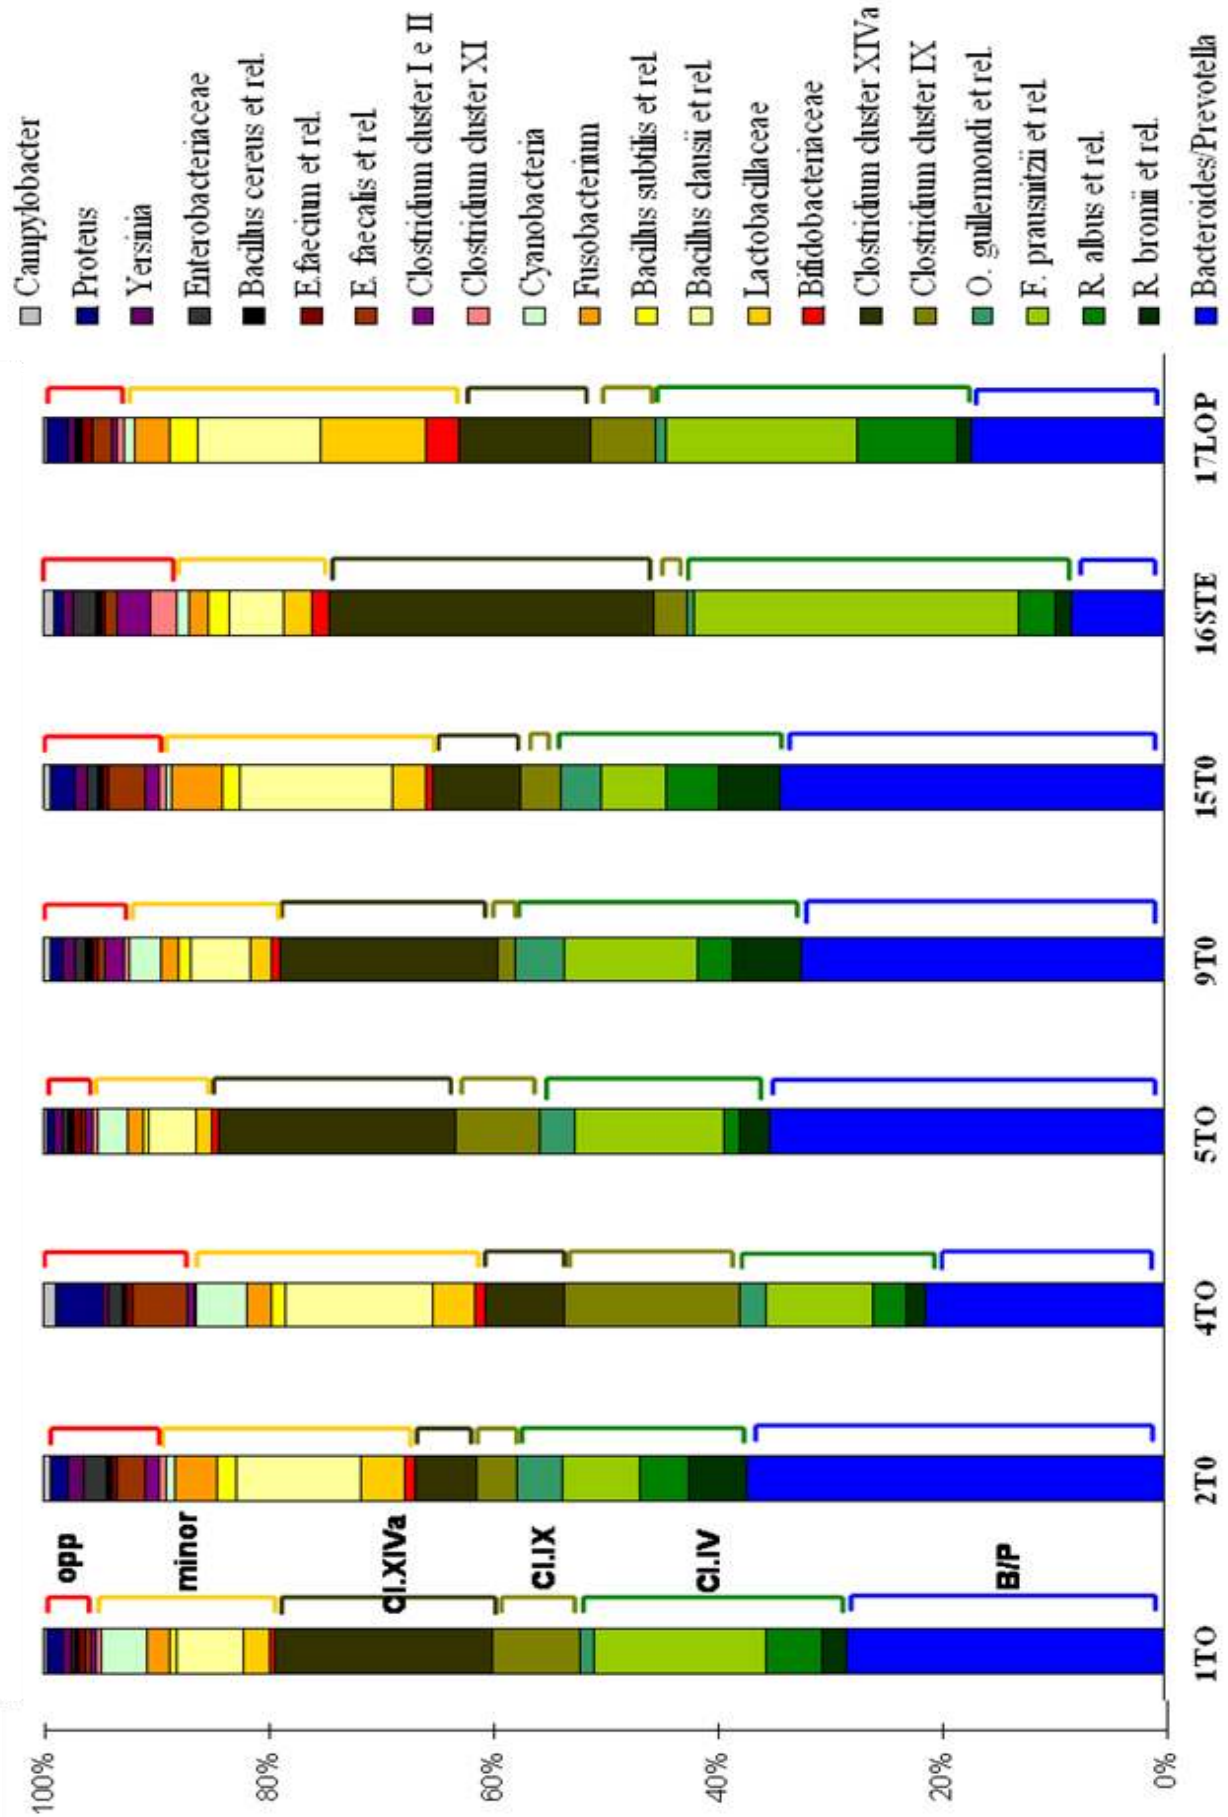 100%
80%
60%
40%
20%
0%
opp
minor
Cl.XIVa
Cl.IX
Cl.IV
B/P
1TO
2T0
4TO
5TO
9T0
15T0
16STE
17LOP
Campylobacter
Proteus
Yersinia
Enterobacteriaceae
Bacillus cereus et rel.
E.faecium et rel.
E. faecalis et rel.
Clostridium cluster I e II
Clostridium cluster XI
Cyanobacteria
Fusobacterium
Bacillus subtilis et rel.
Bacillus clausii et rel.
Lactobacillaceae
Bifidobacteriaceae
Clostridium cluster XIVa
Clostridium cluster IX
O. guillermondi et rel.
F. prausnitzii et rel.
R. albus et rel.
R. bromii et rel.
Bacteroides/Prevotella